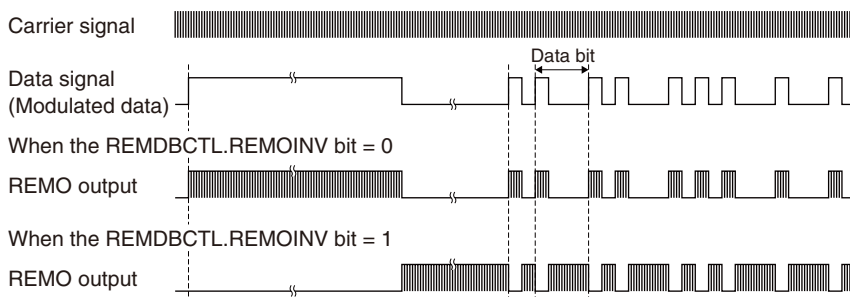 Carrier signal
Data bit
Data signal
(Modulated data)
When the REMDBCTL.REMOINV bit = 0
REMO output
When the REMDBCTL.REMOINV bit = 1
REMO output